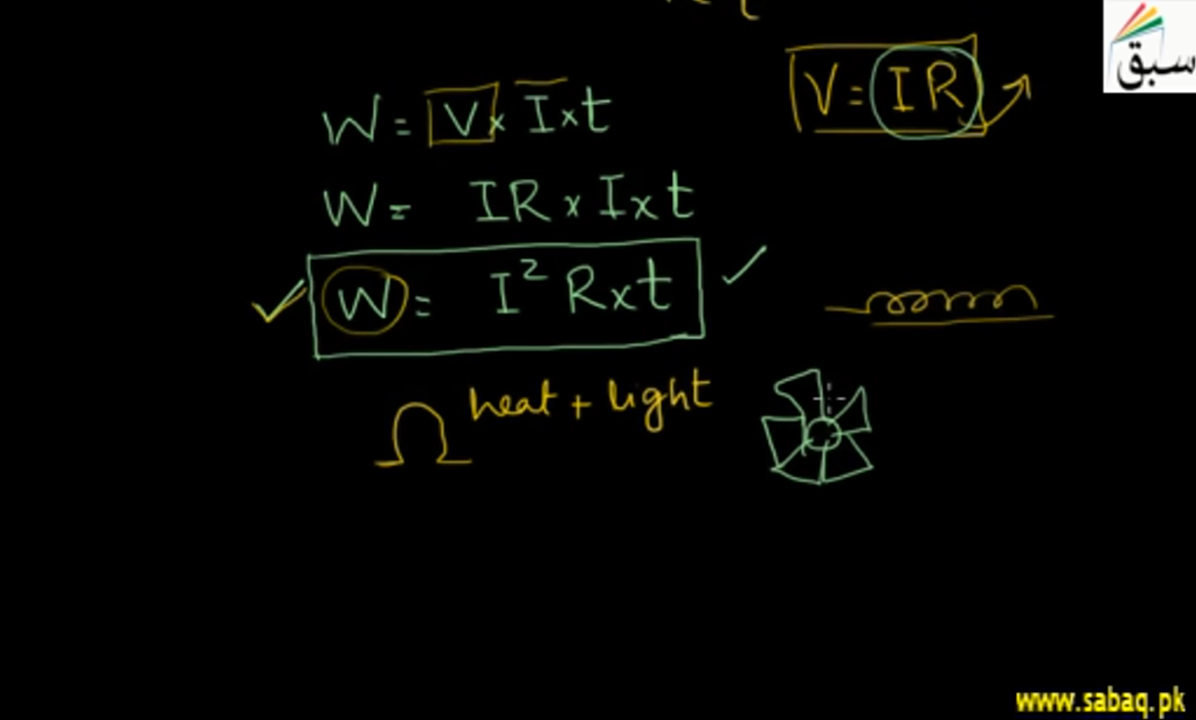 سبق
V = IR
W = V x I x t
W = IR x I x t
W = I² R x t
heat + light
Ω
www.sabaq.pk